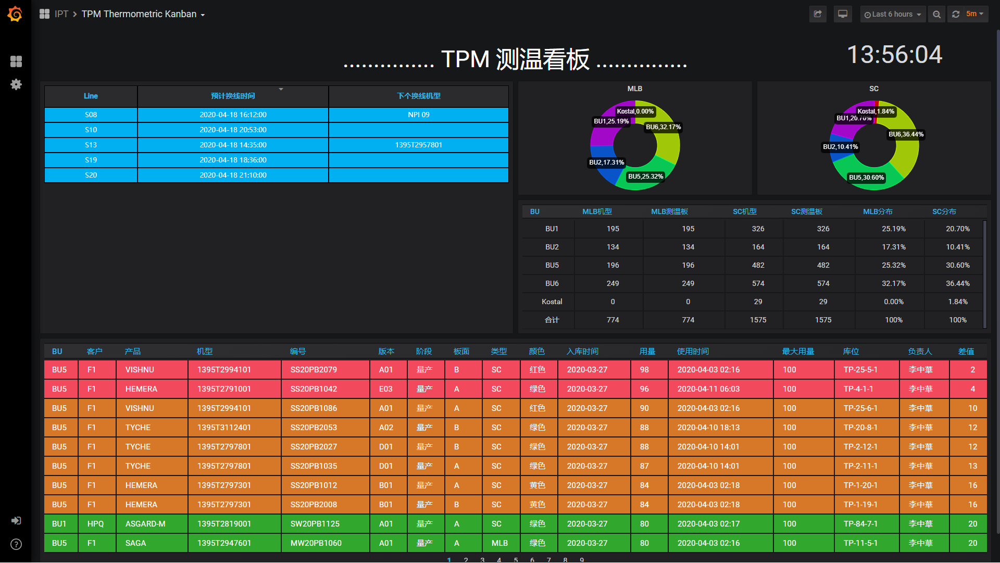 IPT > TPM Thermometric Kanban
Last 6 hours
5m
............... TPM 测温看板 ...............
13:56:04
Line 预计换线时间 下个换线机型
S08 2020-04-18 16:12:00 NPI 09
S10 2020-04-18 20:53:00
S13 2020-04-18 14:35:00 1395T2957801
S19 2020-04-18 18:36:00
S20 2020-04-18 21:10:00
MLB
Kostal,0.00%
BU1,25.19%
BU6,32.17%
BU2,17.31%
BU5,25.32%
SC
Kostal,1.84%
BU1,20.70%
BU6,36.44%
BU2,10.41%
BU5,30.60%
BU MLB机型 MLB测温板 SC机型 SC测温板 MLB分布 SC分布
BU1 195 195 326 326 25.19% 20.70%
BU2 134 134 164 164 17.31% 10.41%
BU5 196 196 482 482 25.32% 30.60%
BU6 249 249 574 574 32.17% 36.44%
Kostal 0 0 29 29 0.00% 1.84%
合计 774 774 1575 1575 100% 100%
BU 客户 产品 机型 编号 版本 阶段 板面 类型 颜色 入库时间 用量 使用时间 最大用量 库位 负责人 差值
BU5 F1 VISHNU 1395T2994101 SS20PB2079 A01 量产 B SC 红色 2020-03-27 98 2020-04-03 02:16 100 TP-25-5-1 李中華 2
BU5 F1 HEMERA 1395T2791001 SS20PB1042 E03 量产 A SC 绿色 2020-03-27 96 2020-04-11 06:03 100 TP-4-1-1 李中華 4
BU5 F1 VISHNU 1395T2994101 SS20PB1086 A01 量产 A SC 红色 2020-03-27 90 2020-04-03 02:16 100 TP-25-6-1 李中華 10
BU5 F1 TYCHE 1395T3112401 SS20PB2053 A02 量产 B SC 绿色 2020-03-27 88 2020-04-10 18:13 100 TP-20-8-1 李中華 12
BU5 F1 TYCHE 1395T2797801 SS20PB2027 D01 量产 B SC 绿色 2020-03-27 88 2020-04-10 14:01 100 TP-2-12-1 李中華 12
BU5 F1 TYCHE 1395T2797801 SS20PB1035 D01 量产 A SC 绿色 2020-03-27 87 2020-04-10 14:01 100 TP-2-11-1 李中華 13
BU5 F1 HEMERA 1395T2797301 SS20PB1012 B01 量产 A SC 黄色 2020-03-27 84 2020-04-03 02:18 100 TP-1-20-1 李中華 16
BU5 F1 HEMERA 1395T2797301 SS20PB2008 B01 量产 B SC 黄色 2020-03-27 84 2020-04-03 02:18 100 TP-1-19-1 李中華 16
BU1 HPQ ASGARD-M 1395T2819001 SW20PB1125 A01 量产 A SC 绿色 2020-03-27 80 2020-04-03 02:17 100 TP-84-7-1 李中華 20
BU5 F1 SAGA 1395T2947601 MW20PB1060 A01 量产 A MLB 绿色 2020-03-27 80 2020-04-03 02:16 100 TP-11-5-1 李中華 20
1 2 3 4 5 6 7 8 9